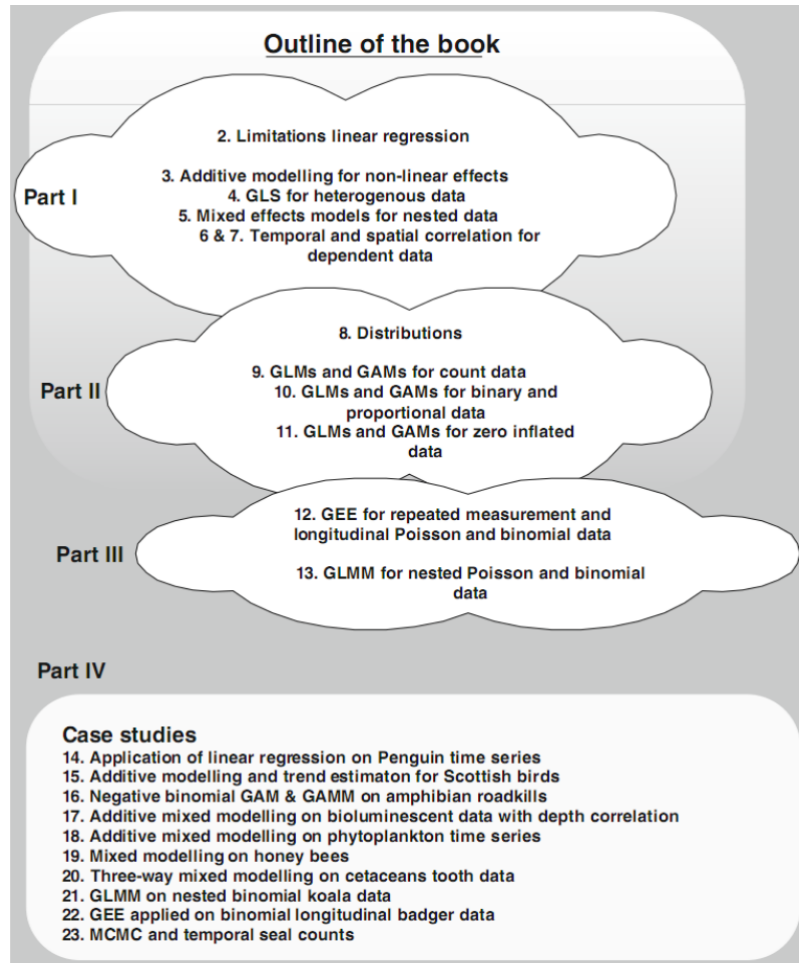 Outline of the book
2. Limitations linear regression
3. Additive modelling for non-linear effects
4. GLS for heterogenous data
Part I
5. Mixed effects models for nested data
6 & 7. Temporal and spatial correlation for
dependent data
8. Distributions
9. GLMs and GAMs for count data
Part II
10. GLMs and GAMs for binary and
proportional data
11. GLMs and GAMs for zero inflated
data
12. GEE for repeated measurement and
longitudinal Poisson and binomial data
Part III
13. GLMM for nested Poisson and binomial
data
Part IV
Case studies
14. Application of linear regression on Penguin time series
15. Additive modelling and trend estimaton for Scottish birds
16. Negative binomial GAM & GAMM on amphibian roadkills
17. Additive mixed modelling on bioluminescent data with depth correlation
18. Additive mixed modelling on phytoplankton time series
19. Mixed modelling on honey bees
20. Three-way mixed modelling on cetaceans tooth data
21. GLMM on nested binomial koala data
22. GEE applied on binomial longitudinal badger data
23. MCMC and temporal seal counts